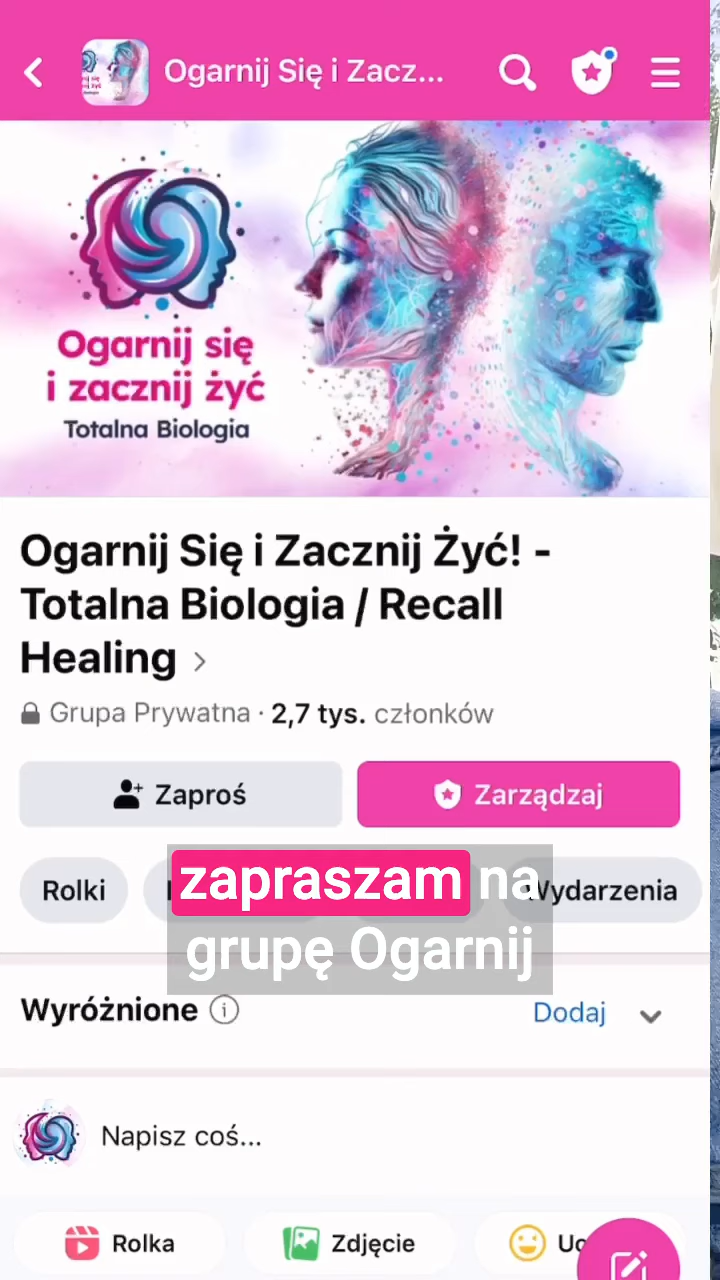 Ogarnij Się i Zacz...
Ogarnij się
i zacznij żyć
Totalna Biologia
Ogarnij Się i Zacznij Żyć! -
Totalna Biologia / Recall
Healing
Grupa Prywatna · 2,7 tys. członków
Zaproś
Zarządzaj
Rolki
Wydarzenia
zapraszam na
grupę Ogarnij
Wyróżnione
Dodaj
Napisz coś...
Rolka
Zdjęcie